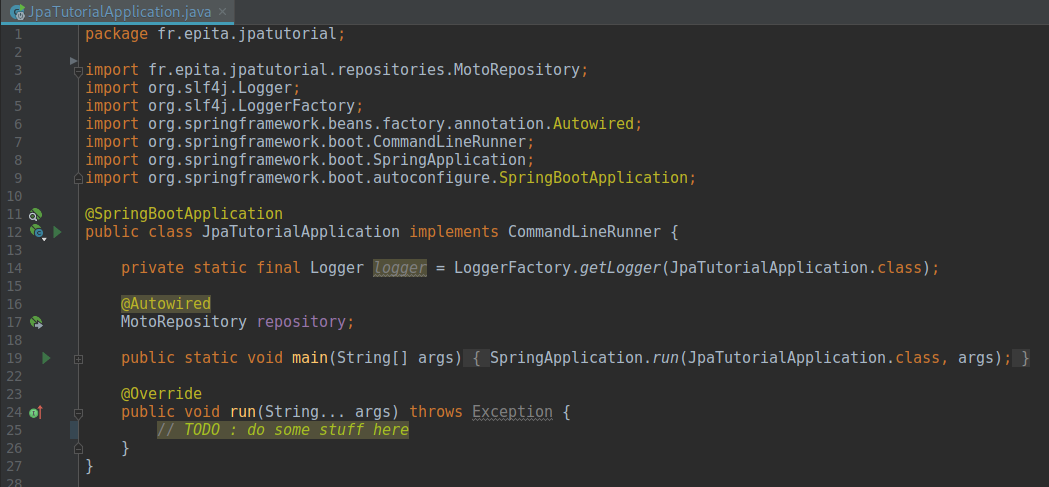 JpaTutorialApplication.java ×
1 package fr.epita.jpatutorial;
2
3 import fr.epita.jpatutorial.repositories.MotoRepository;
4 import org.slf4j.Logger;
5 import org.slf4j.LoggerFactory;
6 import org.springframework.beans.factory.annotation.Autowired;
7 import org.springframework.boot.CommandLineRunner;
8 import org.springframework.boot.SpringApplication;
9 import org.springframework.boot.autoconfigure.SpringBootApplication;
10
11 @SpringBootApplication
12 public class JpaTutorialApplication implements CommandLineRunner {
13
14 private static final Logger logger = LoggerFactory.getLogger(JpaTutorialApplication.class);
15
16 @Autowired
17 MotoRepository repository;
18
19 public static void main(String[] args) { SpringApplication.run(JpaTutorialApplication.class, args); }
22
23 @Override
24 public void run(String... args) throws Exception {
25 // TODO : do some stuff here
26 }
27 }
28